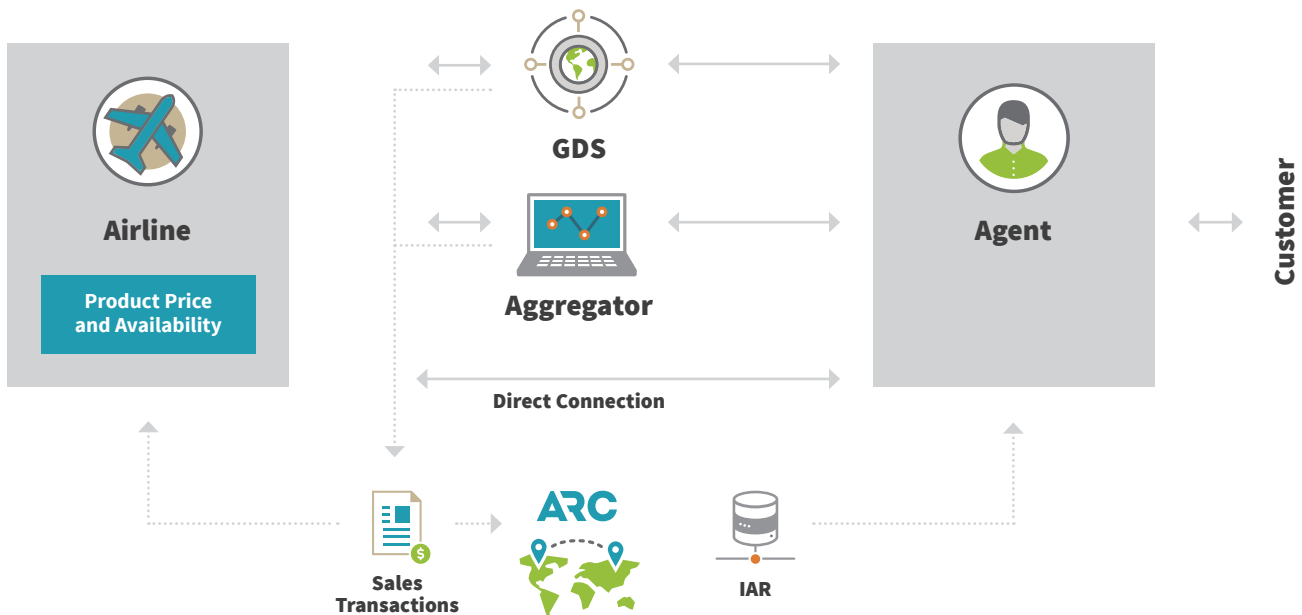 GDS
Airline
Product Price
and Availability
Aggregator
Agent
Customer
Direct Connection
$
Sales
Transactions
ARC
IAR